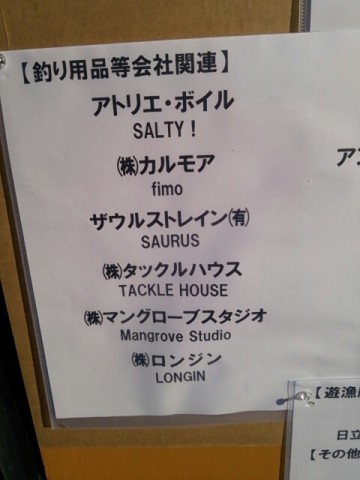 【釣り用品等会社関連】
アトリエ・ボイル
SALTY！
㈱カルモア
fimo
ザウルストレイン㈲
SAURUS
㈱タックルハウス
TACKLE HOUSE
㈱マングローブスタジオ
Mangrove Studio
㈱ロンジン
LONGIN
ア
【遊漁
日立
【その他